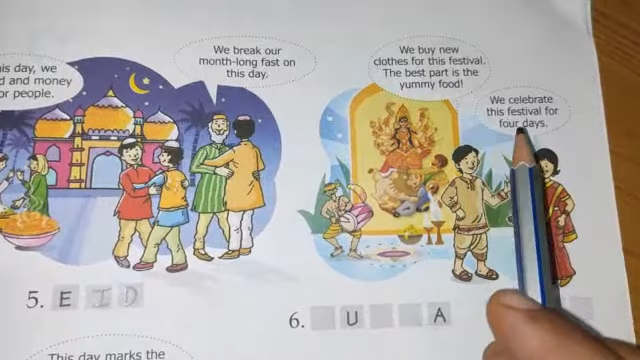 is day, we
d and money
or people.
We break our
month-long fast on
this day.
We buy new
clothes for this festival.
The best part is the
yummy food!
We celebrate
this festival for
four days.
5. E I D
6. U A
This day marks the